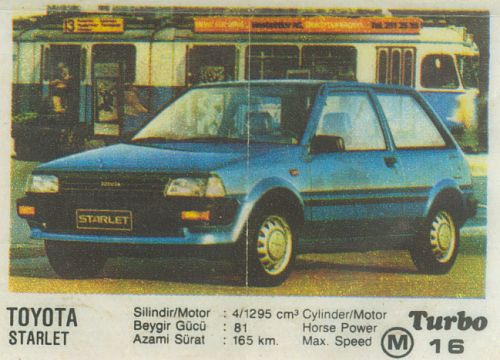 13
TOYOTA
STARLET
TOYOTA
STARLET
Silindir/Motor : 4/1295 cm³ Cylinder/Motor
Beygir Gücü : 81 Horse Power
Azami Sürat : 165 km. Max. Speed
Turbo
M 16